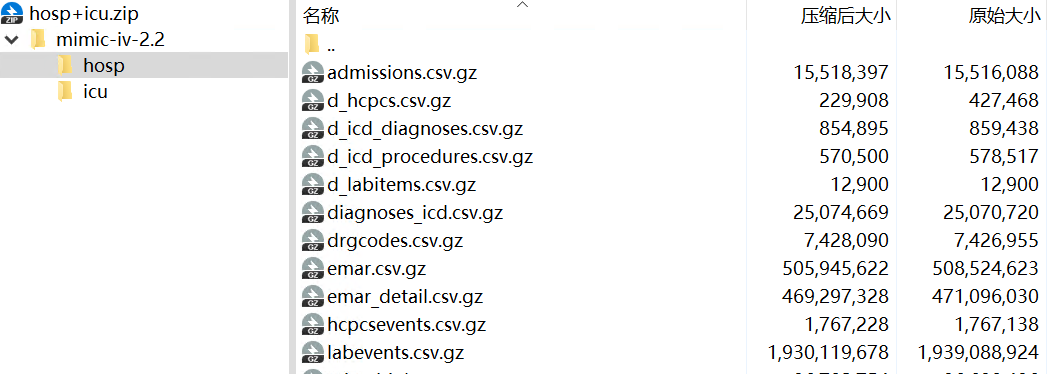 hosp+icu.zip
mimic-iv-2.2
hosp
icu
名称 压缩后大小 原始大小
..
admissions.csv.gz 15,518,397 15,516,088
d_hcpcs.csv.gz 229,908 427,468
d_icd_diagnoses.csv.gz 854,895 859,438
d_icd_procedures.csv.gz 570,500 578,517
d_labitems.csv.gz 12,900 12,900
diagnoses_icd.csv.gz 25,074,669 25,070,720
drgcodes.csv.gz 7,428,090 7,426,955
emar.csv.gz 505,945,622 508,524,623
emar_detail.csv.gz 469,297,328 471,096,030
hcpcsevents.csv.gz 1,767,228 1,767,138
labevents.csv.gz 1,930,119,678 1,939,088,924